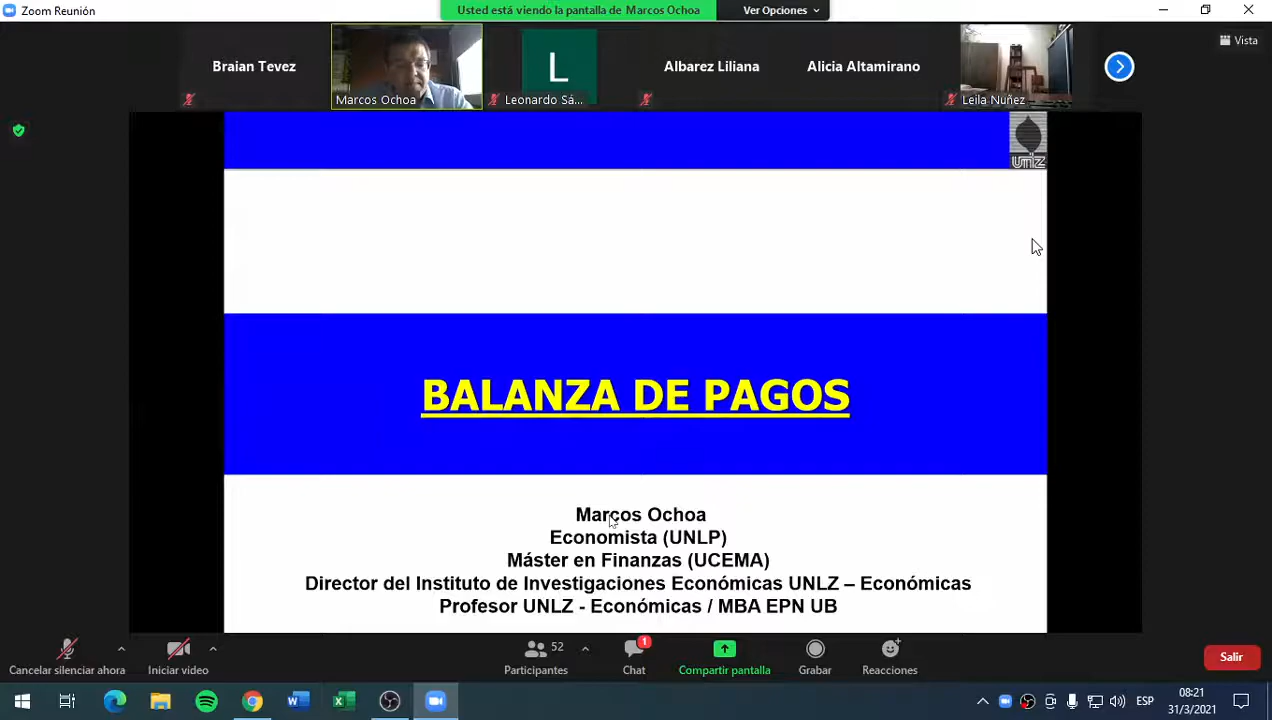 Zoom Reunión
Usted está viendo la pantalla de Marcos Ochoa
Ver Opciones
Vista
Braian Tevez
Marcos Ochoa
L
Leonardo Sá...
Albarez Liliana
Alicia Altamirano
Leila Nuñez
UNLZ
BALANZA DE PAGOS
Marcos Ochoa
Economista (UNLP)
Máster en Finanzas (UCEMA)
Director del Instituto de Investigaciones Económicas UNLZ – Económicas
Profesor UNLZ - Económicas / MBA EPN UB
Cancelar silenciar ahora
Iniciar video
52
Participantes
1
Chat
Compartir pantalla
Grabar
Reacciones
Salir
ESP
08:21
31/3/2021